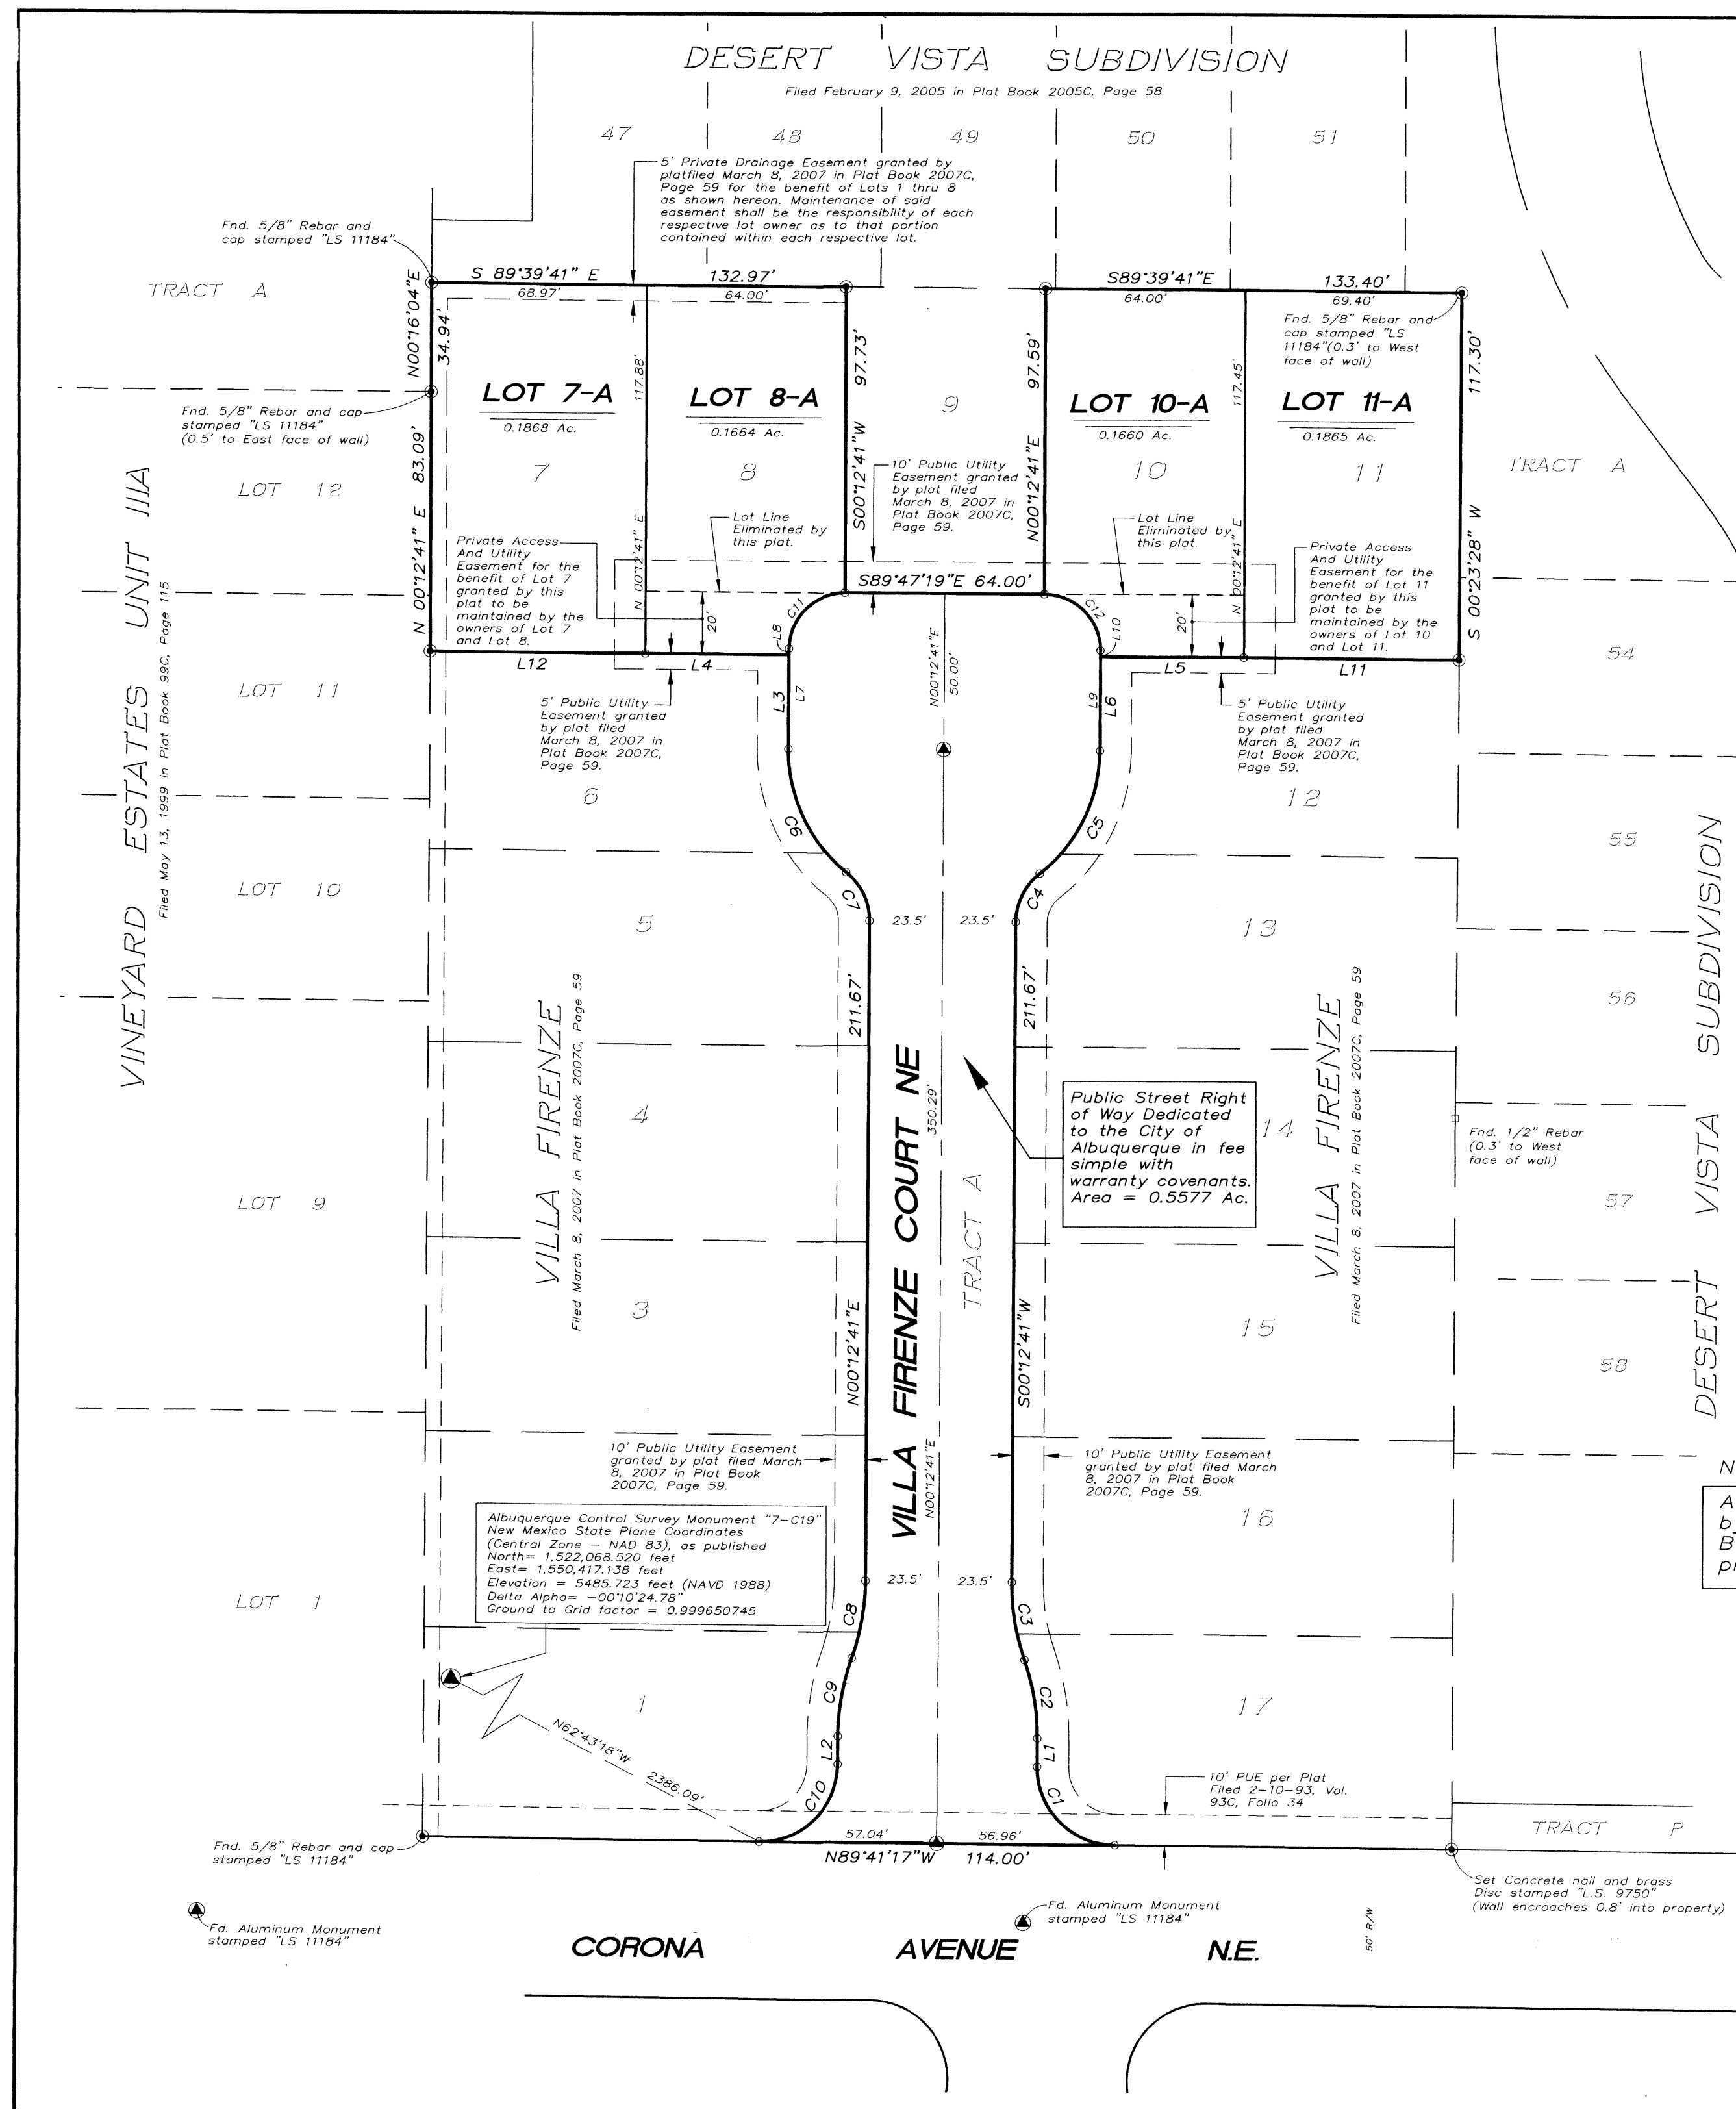 DESERT VISTA SUBDIVISION
Filed February 9, 2005 in Plat Book 2005C, Page 58
47
48
49
50
51
5' Private Drainage Easement granted by
platfiled March 8, 2007 in Plat Book 2007C,
Page 59 for the benefit of Lots 1 thru 8
as shown hereon. Maintenance of said
easement shall be the responsibility of each
respective lot owner as to that portion
contained within each respective lot.
Fnd. 5/8" Rebar and
cap stamped "LS 11184"
TRACT A
N00°16'04"E
34.94'
S 89°39'41" E 132.97'
68.97'
64.00'
S89°39'41"E 133.40'
64.00'
69.40'
Fnd. 5/8" Rebar and
cap stamped "LS
11184"(0.3' to West
face of wall)
117.30'
S 00°23'28" W
Fnd. 5/8" Rebar and cap
stamped "LS 11184"
(0.5' to East face of wall)
N 00°12'41" E 83.09'
LOT 7-A
0.1868 Ac.
7
117.88'
N 00°12'41" E
LOT 8-A
0.1664 Ac.
8
97.73'
S00°12'41"W
9
97.59'
N00°12'41"E
LOT 10-A
0.1660 Ac.
10
117.45'
N 00°12'41" E
LOT 11-A
0.1865 Ac.
11
TRACT A
LOT 12
10' Public Utility
Easement granted
by plat filed
March 8, 2007 in
Plat Book 2007C,
Page 59.
Lot Line
Eliminated by
this plat.
Lot Line
Eliminated by
this plat.
Private Access
And Utility
Easement for the
benefit of Lot 7
granted by this
plat to be
maintained by the
owners of Lot 7
and Lot 8.
Private Access
And Utility
Easement for the
benefit of Lot 11
granted by this
plat to be
maintained by the
owners of Lot 10
and Lot 11.
S89°47'19"E 64.00'
C11
C12
L8
L10
20'
20'
L12
L4
L5
L11
L3
L7
L9
L6
N00°12'41"E
50.00'
5' Public Utility
Easement granted
by plat filed
March 8, 2007 in
Plat Book 2007C,
Page 59.
5' Public Utility
Easement granted
by plat filed
March 8, 2007 in
Plat Book 2007C,
Page 59.
VINEYARD ESTATES UNIT IIIA
Filed May 13, 1999 in Plat Book 99C, Page 115
LOT 11
54
6
12
C6
C5
55
LOT 10
C7
C4
5
23.5'
23.5'
13
DESERT VISTA SUBDIVISION
56
211.67'
211.67'
VILLA FIRENZE
Filed March 8, 2007 in Plat Book 2007C, Page 59
VILLA FIRENZE
Filed March 8, 2007 in Plat Book 2007C, Page 59
VILLA FIRENZE COURT NE
350.29'
N00°12'41"E
TRACT A
Public Street Right
of Way Dedicated
to the City of
Albuquerque in fee
simple with
warranty covenants.
Area = 0.5577 Ac.
4
14
Fnd. 1/2" Rebar
(0.3' to West
face of wall)
LOT 9
57
3
N00°12'41"E
S00°12'41"W
15
58
10' Public Utility Easement
granted by plat filed March
8, 2007 in Plat Book
2007C, Page 59.
10' Public Utility Easement
granted by plat filed March
8, 2007 in Plat Book
2007C, Page 59.
N
A
b
B
Albuquerque Control Survey Monument "7-C19"
New Mexico State Plane Coordinates
(Central Zone – NAD 83), as published
North= 1,522,068.520 feet
East= 1,550,417.138 feet
Elevation = 5485.723 feet (NAVD 1988)
Delta Alpha= -00°10'24.78"
Ground to Grid factor = 0.999650745
16
23.5'
23.5'
LOT 1
C8
C3
C9
C2
1
17
N62°43'18"W
2386.09'
L2
L1
C10
C1
10' PUE per Plat
Filed 2-10-93, Vol.
93C, Folio 34
TRACT P
57.04'
56.96'
N89°41'17"W 114.00'
Fnd. 5/8" Rebar and cap
stamped "LS 11184"
Set Concrete nail and brass
Disc stamped "L.S. 9750"
(Wall encroaches 0.8' into property)
Fd. Aluminum Monument
stamped "LS 11184"
Fd. Aluminum Monument
stamped "LS 11184"
50' R/W
CORONA AVENUE N.E.